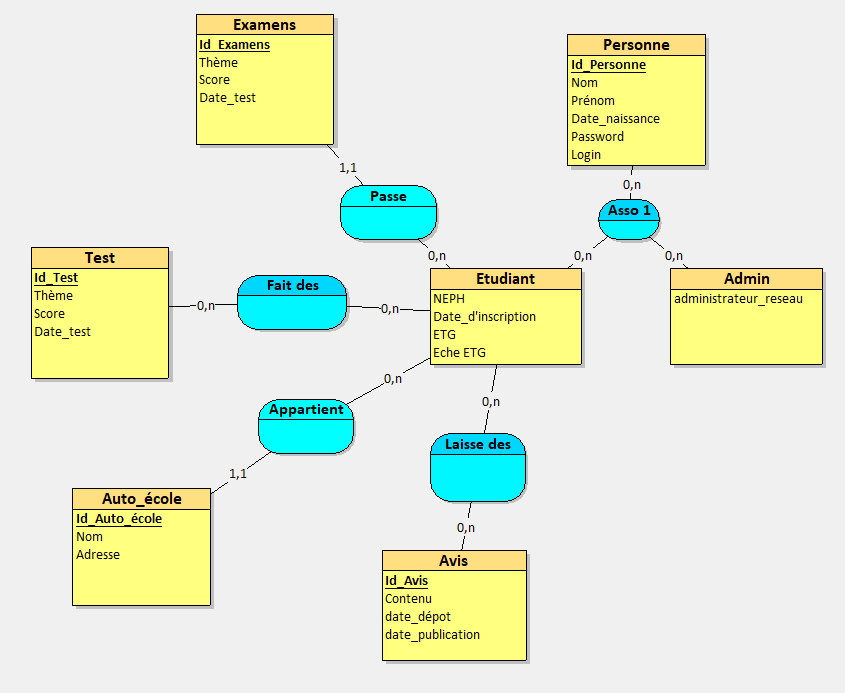 Examens
Id_Examens
Thème
Score
Date_test
Personne
Id_Personne
Nom
Prénom
Date_naissance
Password
Login
1,1
Passe
0,n
0,n
Asso 1
0,n
0,n
Test
Id_Test
Thème
Score
Date_test
0,n
Fait des
0,n
Etudiant
NEPH
Date_d'inscription
ETG
Eche ETG
Admin
administrateur_reseau
0,n
Appartient
1,1
0,n
Laisse des
0,n
Auto_école
Id_Auto_école
Nom
Adresse
Avis
Id_Avis
Contenu
date_dépot
date_publication